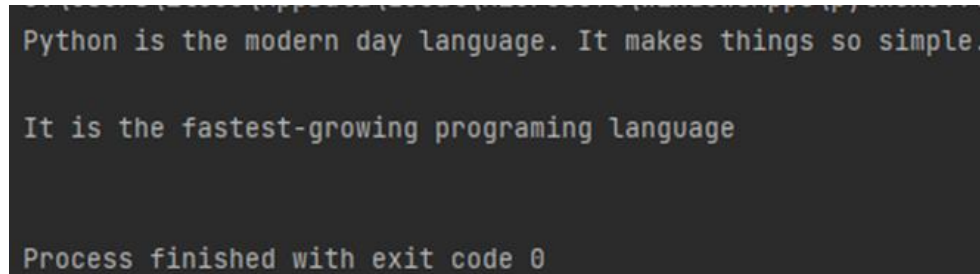 Python is the modern day language. It makes things so simple.
It is the fastest-growing programing language
Process finished with exit code 0